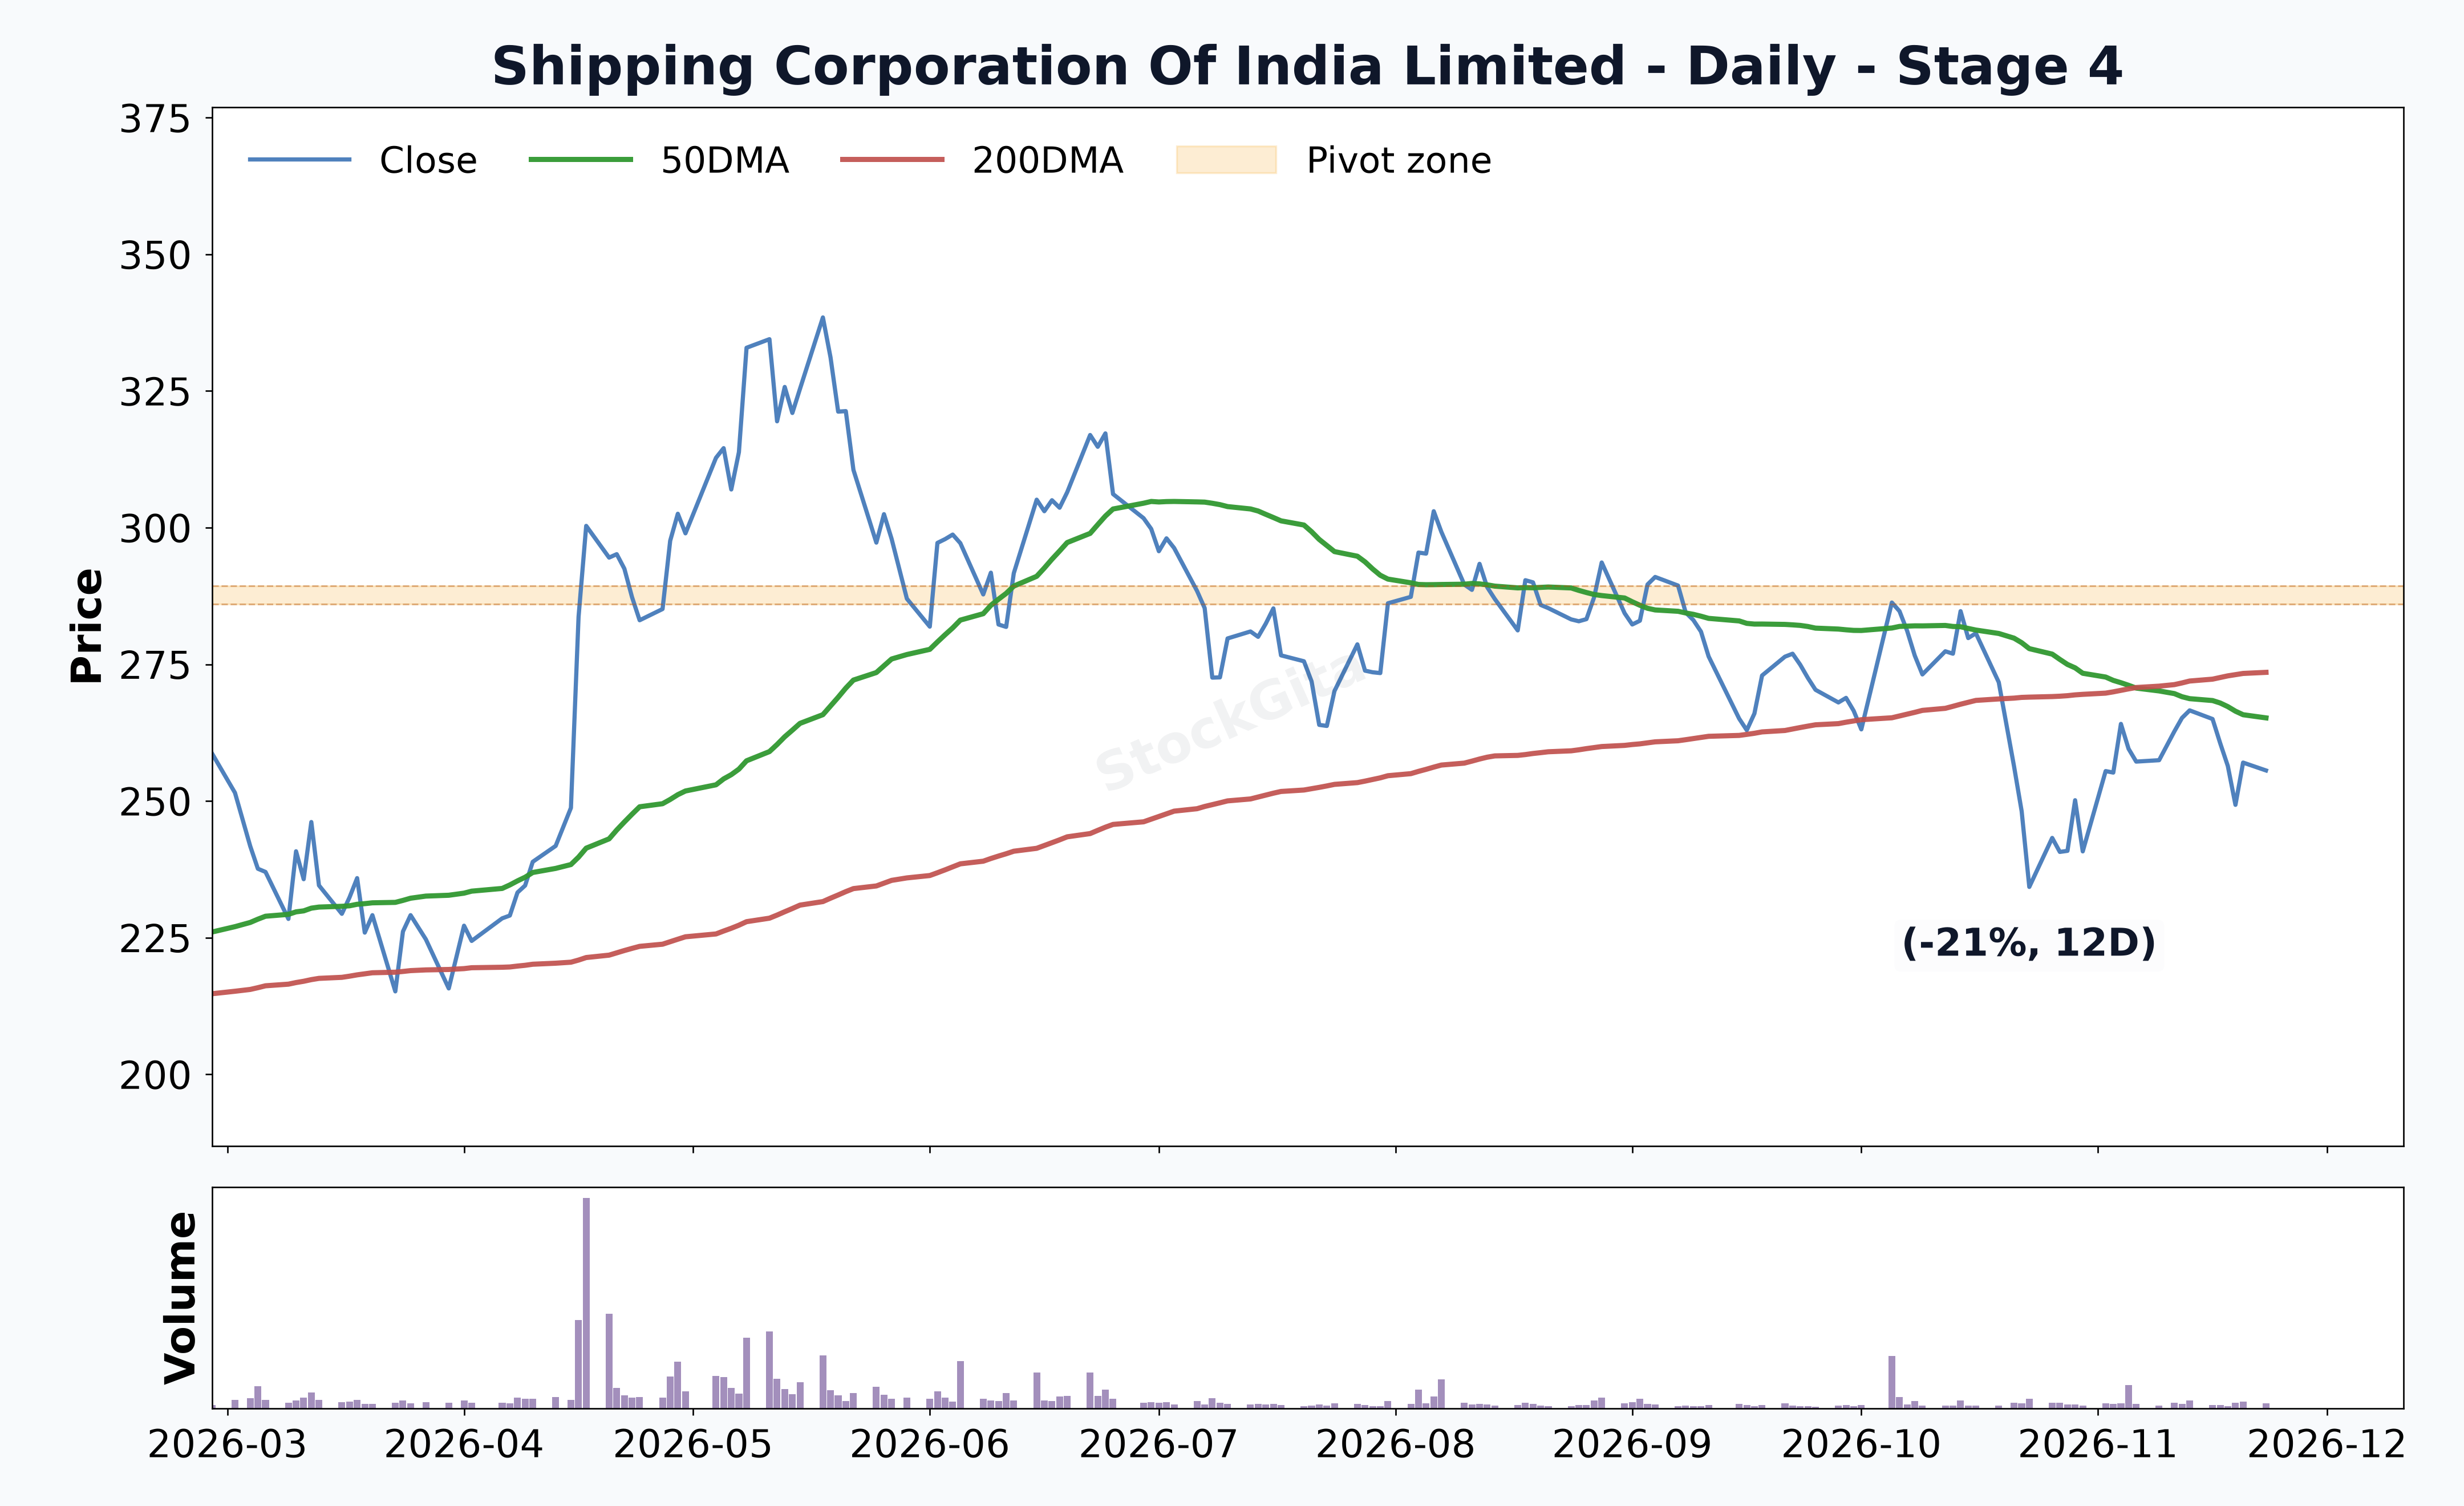 Shipping Corporation Of India Limited - Daily - Stage 4
Close 50DMA 200DMA Pivot zone
375
350
325
300
275
250
225
200
Price
StockGita
(-21%, 12D)
Volume
2026-03 2026-04 2026-05 2026-06 2026-07 2026-08 2026-09 2026-10 2026-11 2026-12